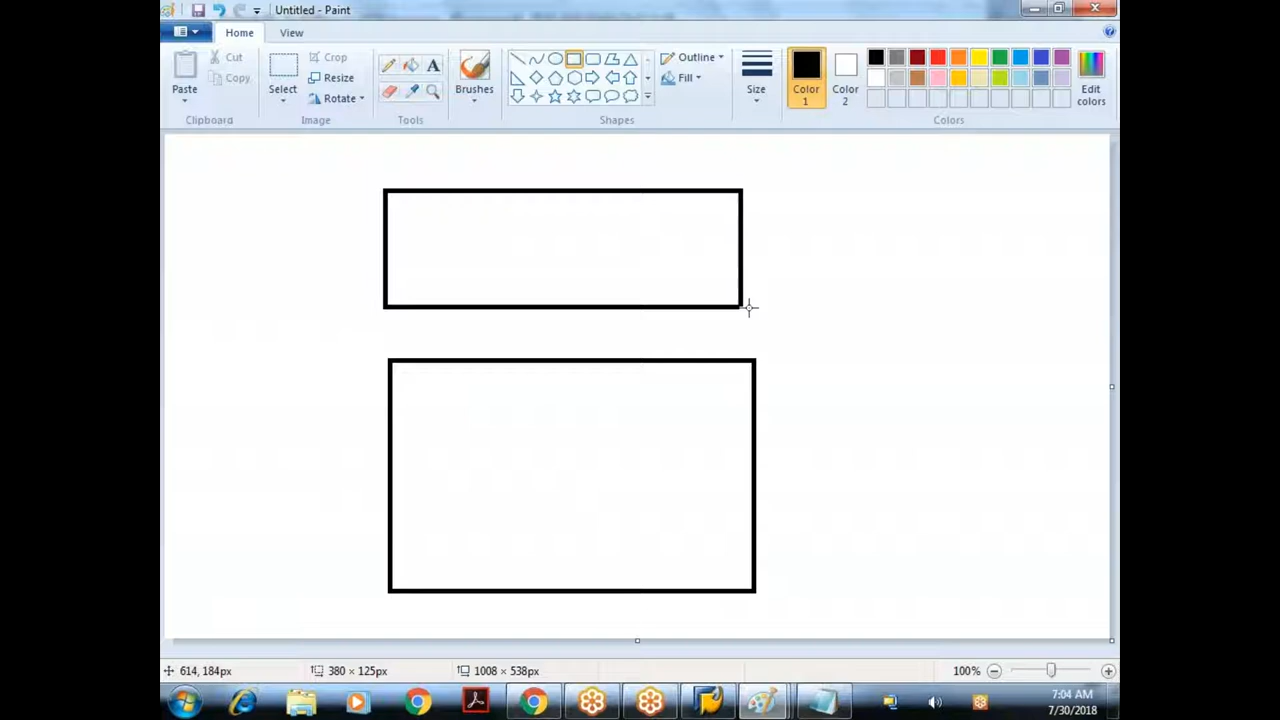 Untitled - Paint
Home View
Paste
Cut
Copy
Clipboard
Select
Crop
Resize
Rotate
Image
A
Tools
Brushes
Outline
Fill
Shapes
Size
Color 1
Color 2
Edit colors
Colors
614, 184px 380 × 125px 1008 × 538px 100%
7:04 AM
7/30/2018